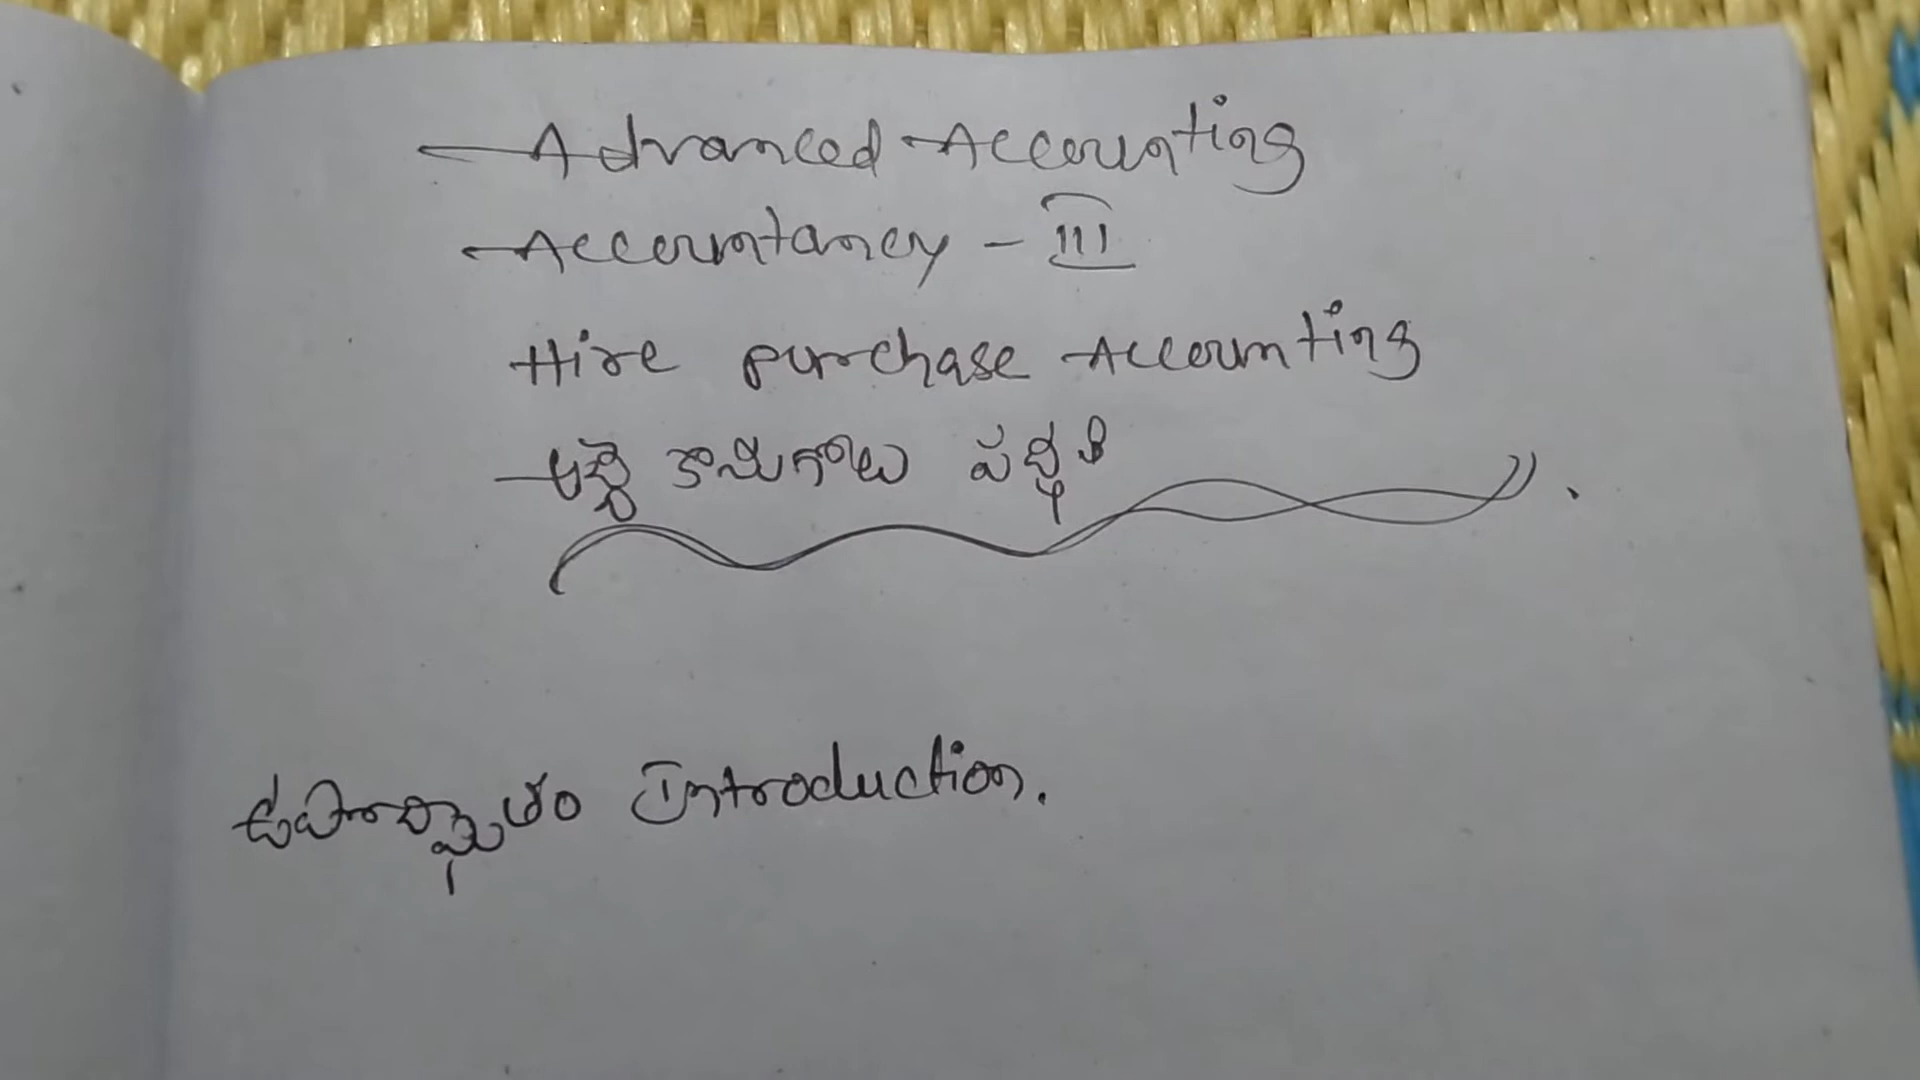 Advanced Accounting
Accountancy - III
Hire purchase Accounting
అద్దె కొనుగోలు పద్ధతి
ఉపోద్ఘాతం Introduction.